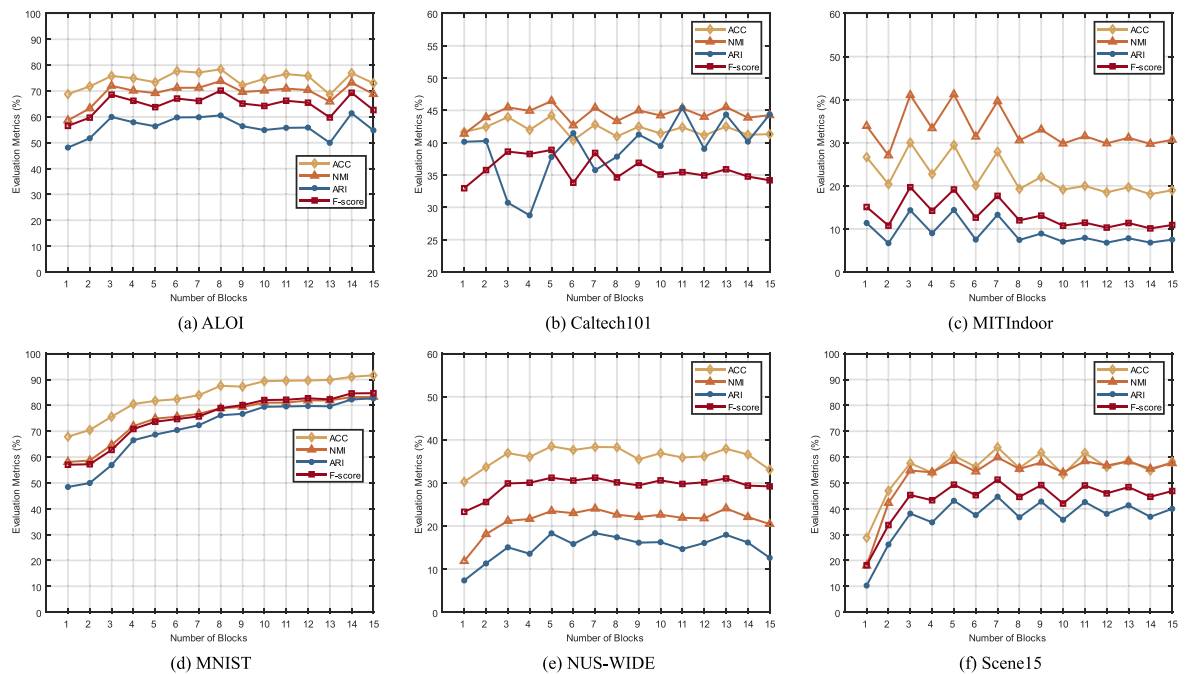 100
90
80
70
60
50
40
30
20
10
0
Evaluation Metrics (%)
ACC
NMI
ARI
F-score
1 2 3 4 5 6 7 8 9 10 11 12 13 14 15
Number of Blocks
(a) ALOI
60
55
50
45
40
35
30
25
20
Evaluation Metrics (%)
ACC
NMI
ARI
F-score
1 2 3 4 5 6 7 8 9 10 11 12 13 14 15
Number of Blocks
(b) Caltech101
60
50
40
30
20
10
0
Evaluation Metrics (%)
ACC
NMI
ARI
F-score
1 2 3 4 5 6 7 8 9 10 11 12 13 14 15
Number of Blocks
(c) MITIndoor
100
90
80
70
60
50
40
30
20
10
0
Evaluation Metrics (%)
ACC
NMI
ARI
F-score
1 2 3 4 5 6 7 8 9 10 11 12 13 14 15
Number of Blocks
(d) MNIST
60
50
40
30
20
10
0
Evaluation Metrics (%)
ACC
NMI
ARI
F-score
1 2 3 4 5 6 7 8 9 10 11 12 13 14 15
Number of Blocks
(e) NUS-WIDE
100
90
80
70
60
50
40
30
20
10
0
Evaluation Metrics (%)
ACC
NMI
ARI
F-score
1 2 3 4 5 6 7 8 9 10 11 12 13 14 15
Number of Blocks
(f) Scene15